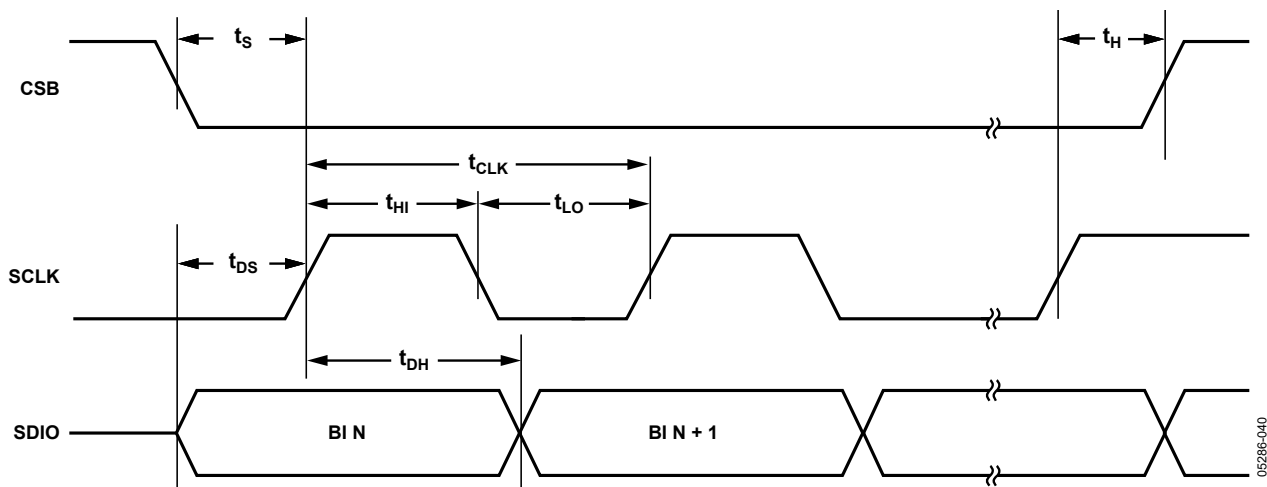 tS
tH
CSB
tCLK
tHI
tLO
tDS
SCLK
tDH
SDIO
BI N
BI N + 1
05286-040